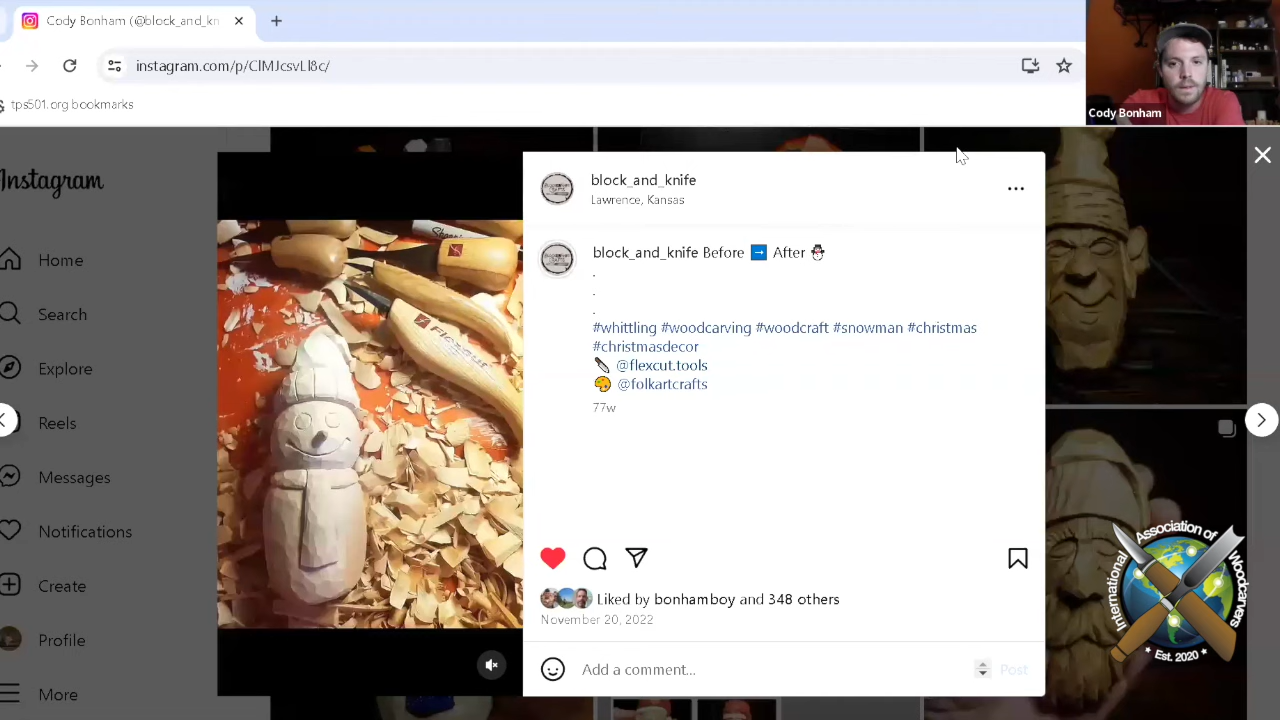 Cody Bonham (@block_and_kn
instagram.com/p/ClMJcsvLI8c/
tps501.org bookmarks
Cody Bonham
Instagram
Home
Search
Explore
Reels
Messages
Notifications
Create
Profile
More
block_and_knife
Lawrence, Kansas
block_and_knife Before ➡️ After ⛄
.
.
.
#whittling #woodcarving #woodcraft #snowman #christmas
#christmasdecor
🔪 @flexcut.tools
🎨 @folkartcrafts
77w
Liked by bonhamboy and 348 others
November 20, 2022
Add a comment...
Post
International Association of Woodcarvers
Est. 2020